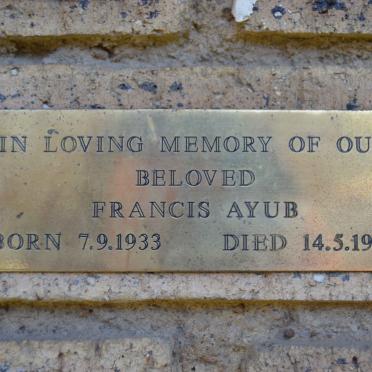 IN LOVING MEMORY OF OU
BELOVED
FRANCIS AYUB
BORN 7.9.1933 DIED 14.5.19